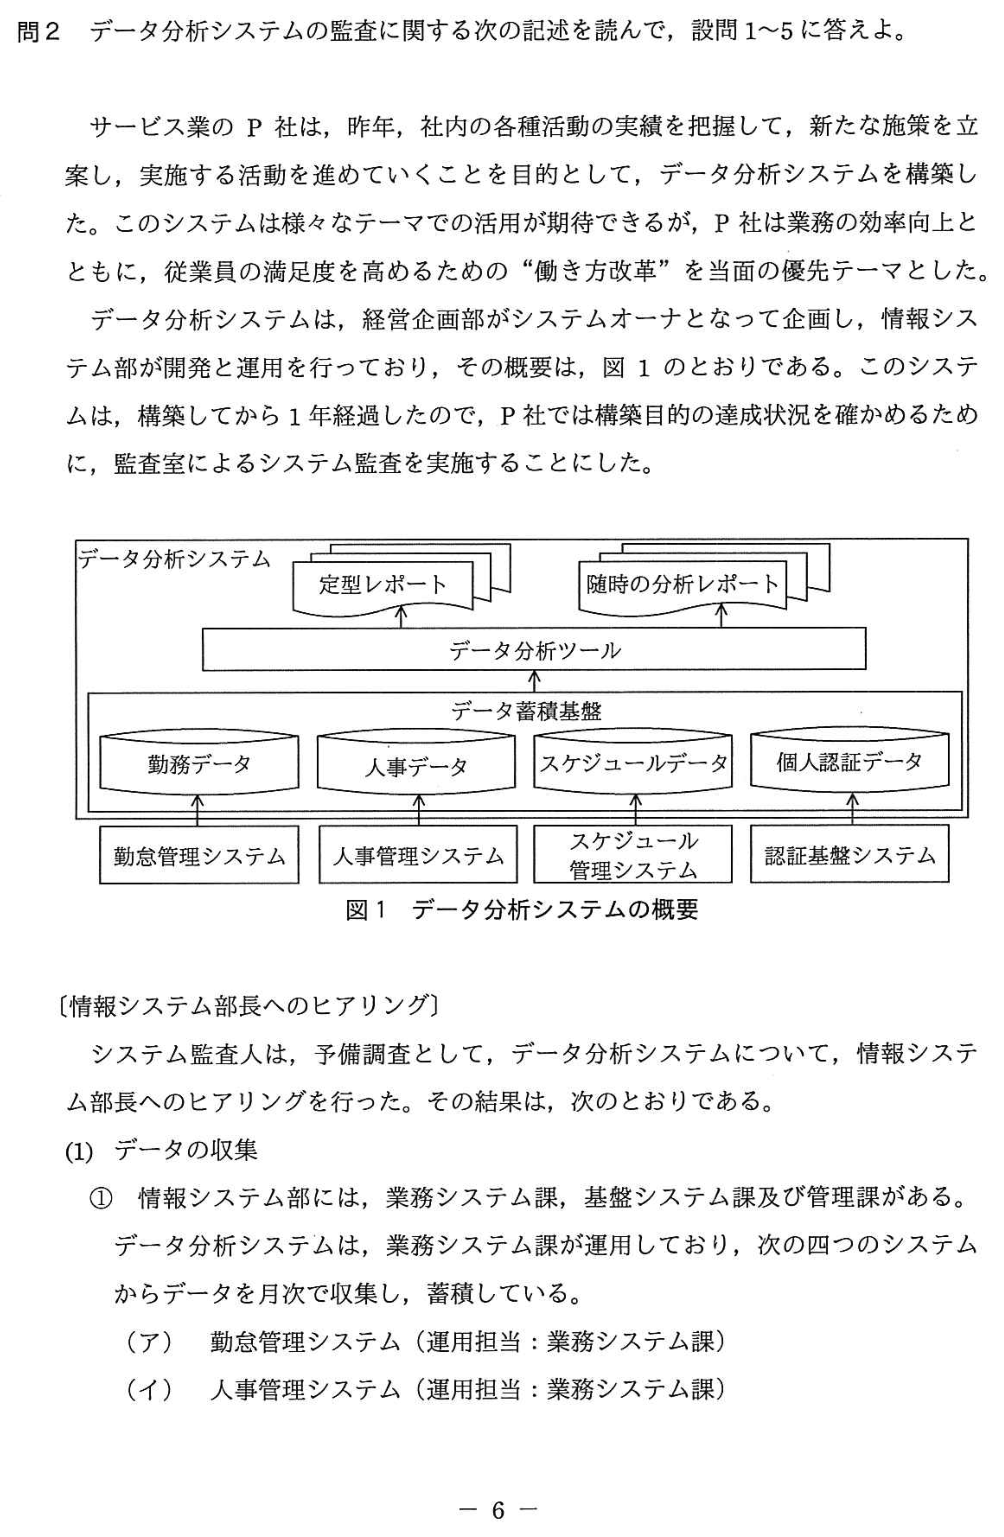 問2 データ分析システムの監査に関する次の記述を読んで，設問1～5に答えよ。
サービス業の P 社は，昨年，社内の各種活動の実績を把握して，新たな施策を立
案し，実施する活動を進めていくことを目的として，データ分析システムを構築し
た。このシステムは様々なテーマでの活用が期待できるが，P 社は業務の効率向上と
ともに，従業員の満足度を高めるための“働き方改革”を当面の優先テーマとした。
データ分析システムは，経営企画部がシステムオーナとなって企画し，情報シス
テム部が開発と運用を行っており，その概要は，図 1 のとおりである。このシステ
ムは，構築してから 1 年経過したので，P 社では構築目的の達成状況を確かめるため
に，監査室によるシステム監査を実施することにした。
データ分析システム
定型レポート
随時の分析レポート
データ分析ツール
データ蓄積基盤
勤務データ
人事データ
スケジュールデータ
個人認証データ
勤怠管理システム
人事管理システム
スケジュール
管理システム
認証基盤システム
図1 データ分析システムの概要
〔情報システム部長へのヒアリング〕
システム監査人は，予備調査として，データ分析システムについて，情報システ
ム部長へのヒアリングを行った。その結果は，次のとおりである。
(1) データの収集
① 情報システム部には，業務システム課，基盤システム課及び管理課がある。
データ分析システムは，業務システム課が運用しており，次の四つのシステム
からデータを月次で収集し，蓄積している。
（ア） 勤怠管理システム（運用担当：業務システム課）
（イ） 人事管理システム（運用担当：業務システム課）
－ 6 －